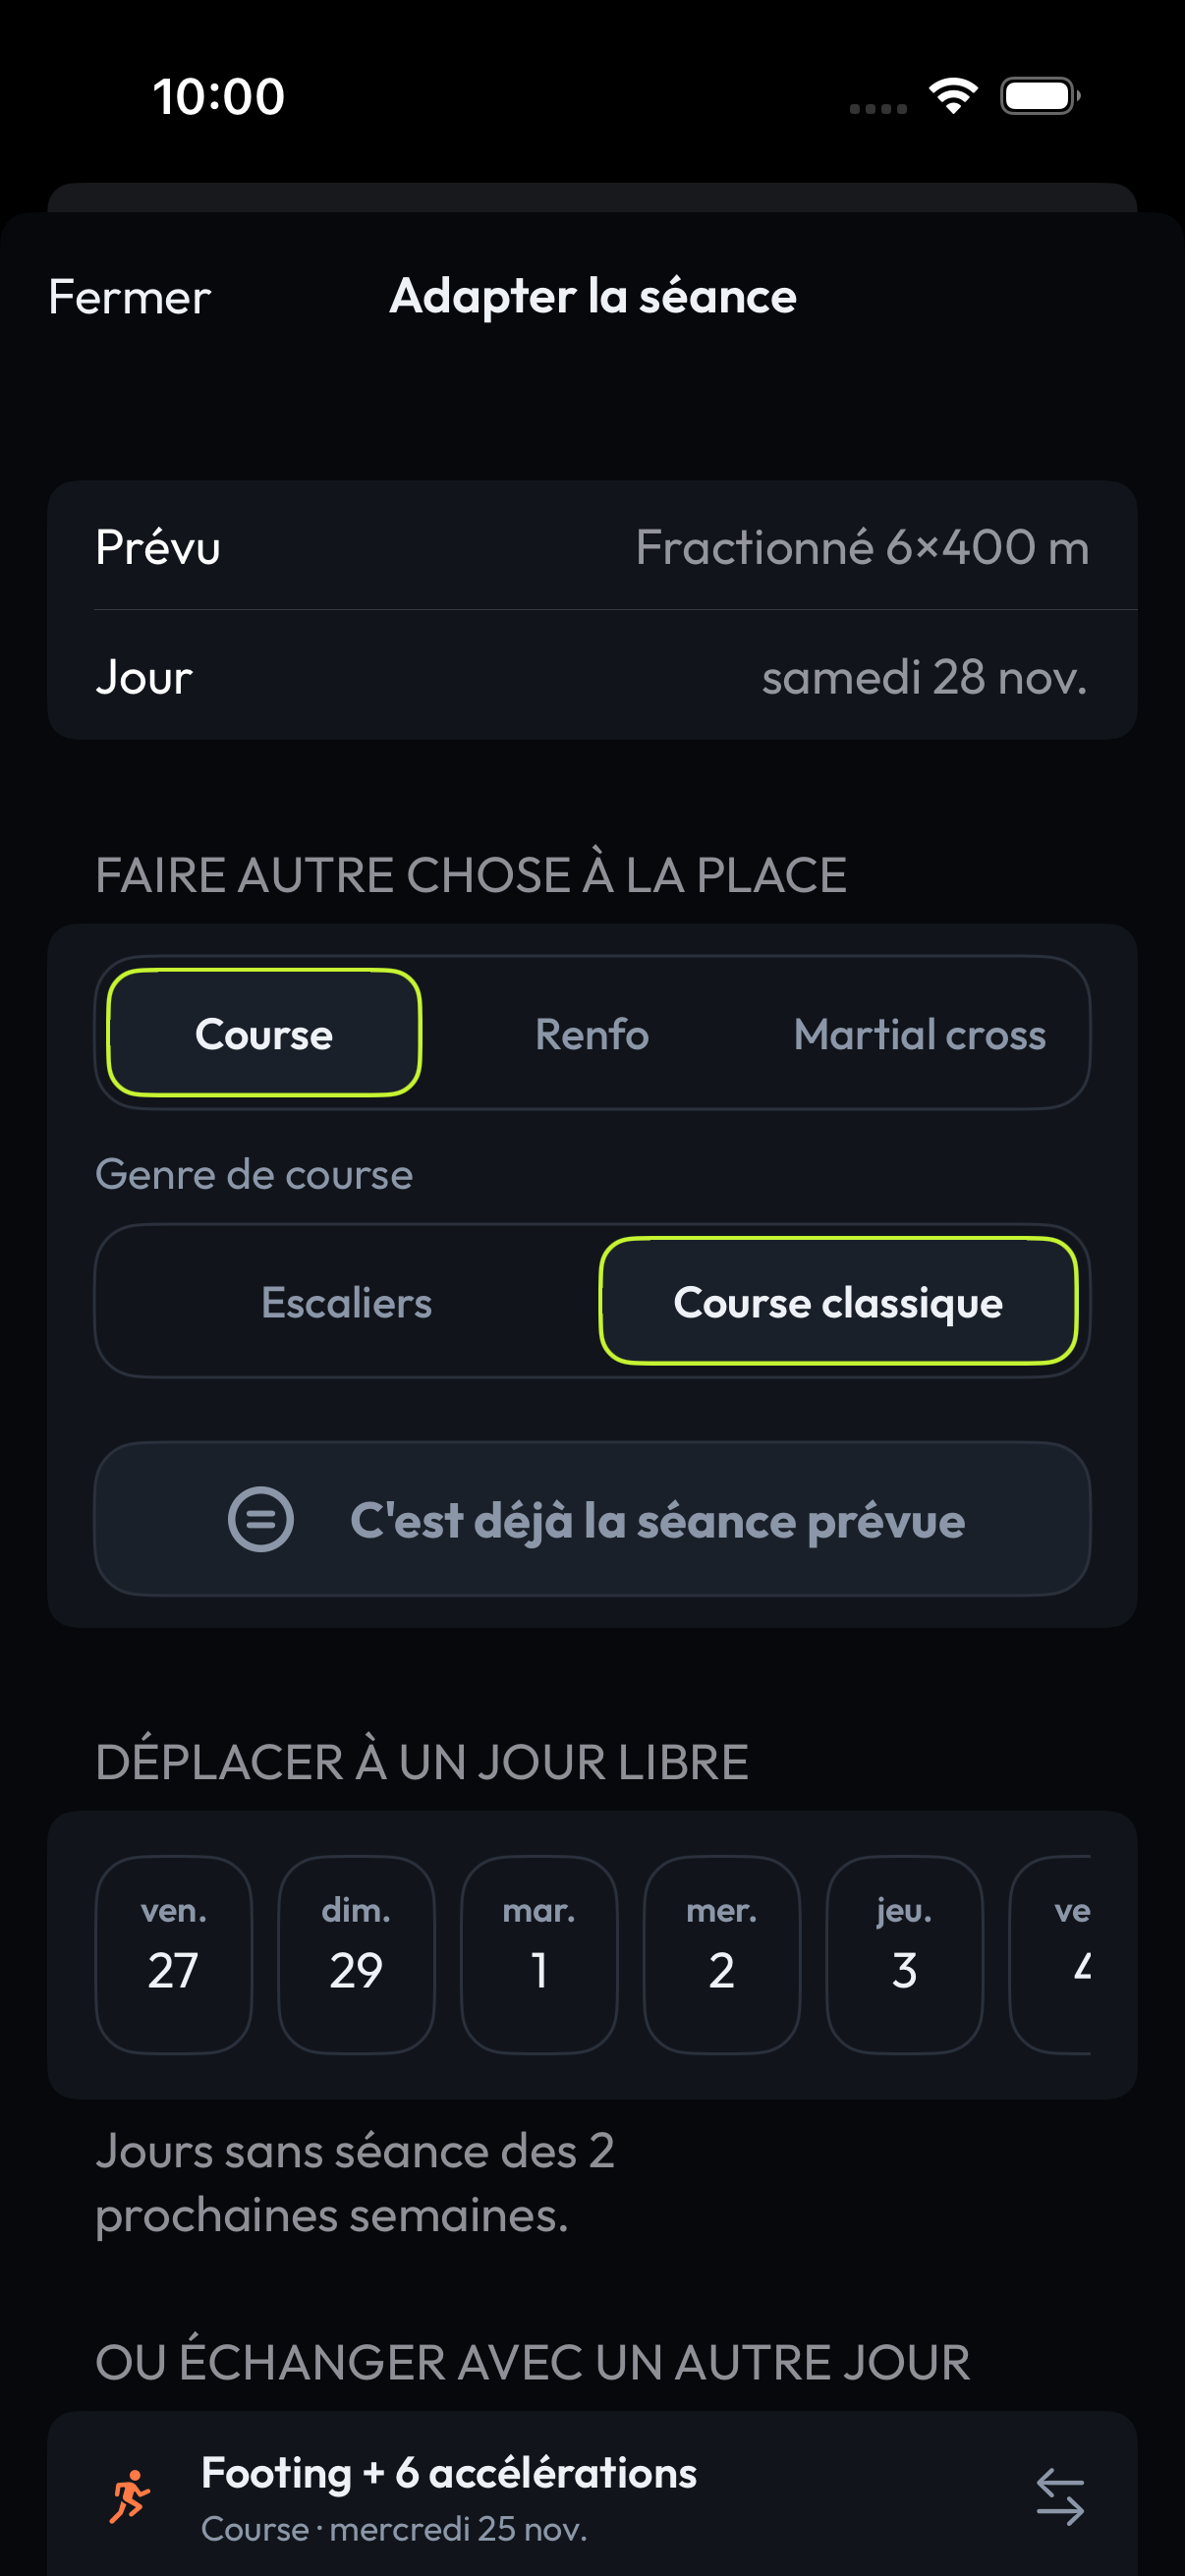 10:00
Fermer
Adapter la séance
Prévu
Fractionné 6×400 m
Jour
samedi 28 nov.
FAIRE AUTRE CHOSE À LA PLACE
Course
Renfo
Martial cross
Genre de course
Escaliers
Course classique
C'est déjà la séance prévue
DÉPLACER À UN JOUR LIBRE
ven.
27
dim.
29
mar.
1
mer.
2
jeu.
3
ve
4
Jours sans séance des 2
prochaines semaines.
OU ÉCHANGER AVEC UN AUTRE JOUR
Footing + 6 accélérations
Course · mercredi 25 nov.